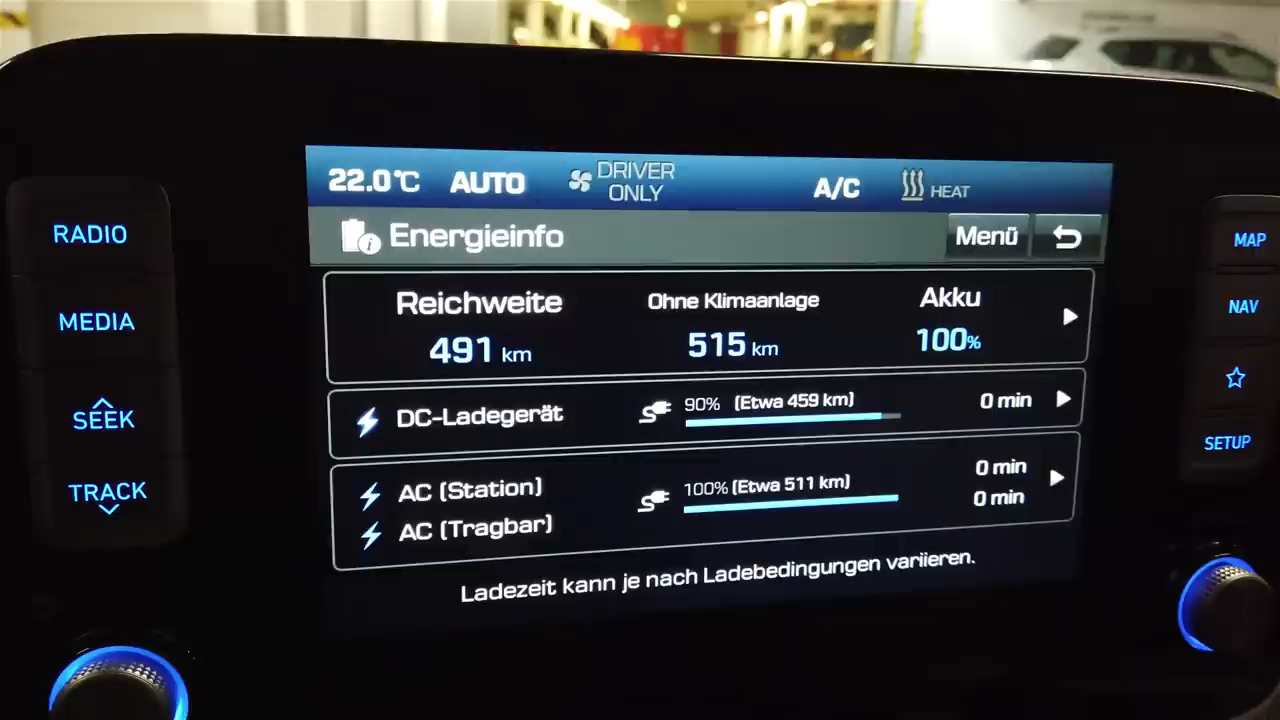 22.0°C AUTO DRIVER ONLY A/C HEAT
Energieinfo Menü
RADIO
MEDIA
SEEK
TRACK
Reichweite Ohne Klimaanlage Akku
491 km 515 km 100%
DC-Ladegerät 90% (Etwa 459 km) 0 min
AC (Station) 100% (Etwa 511 km) 0 min
AC (Tragbar) 0 min
Ladezeit kann je nach Ladebedingungen variieren.
MAP
NAV
SETUP